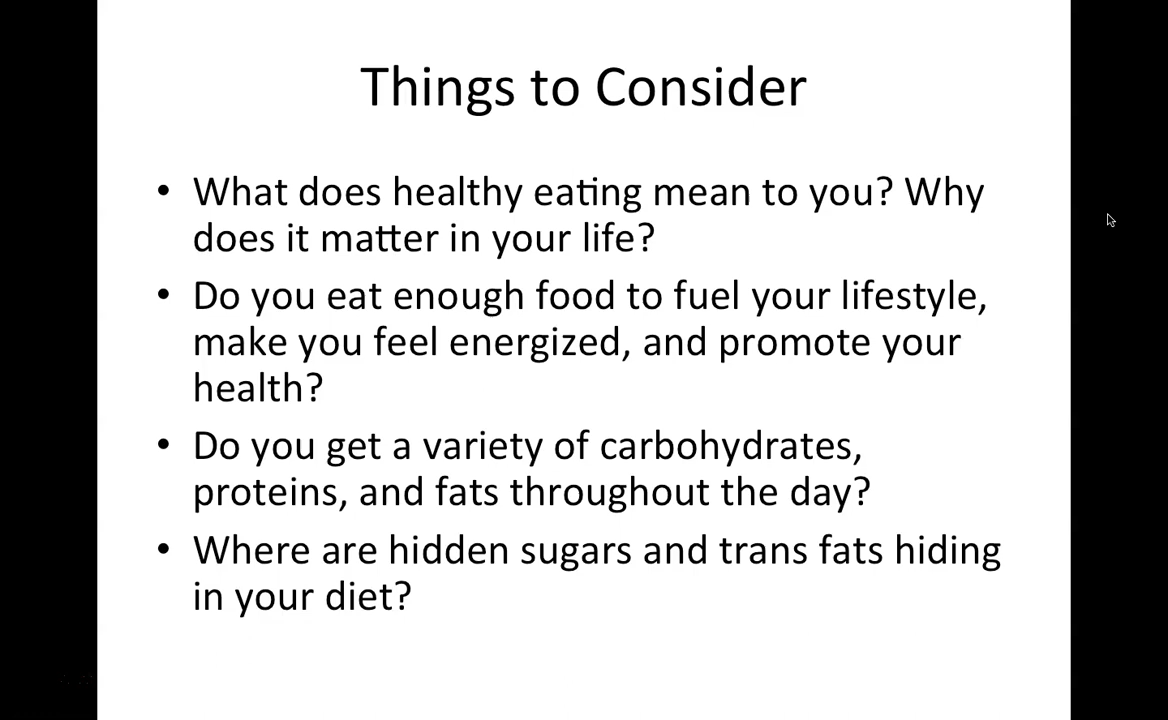 Things to Consider
• What does healthy eating mean to you? Why
does it matter in your life?
• Do you eat enough food to fuel your lifestyle,
make you feel energized, and promote your
health?
• Do you get a variety of carbohydrates,
proteins, and fats throughout the day?
• Where are hidden sugars and trans fats hiding
in your diet?